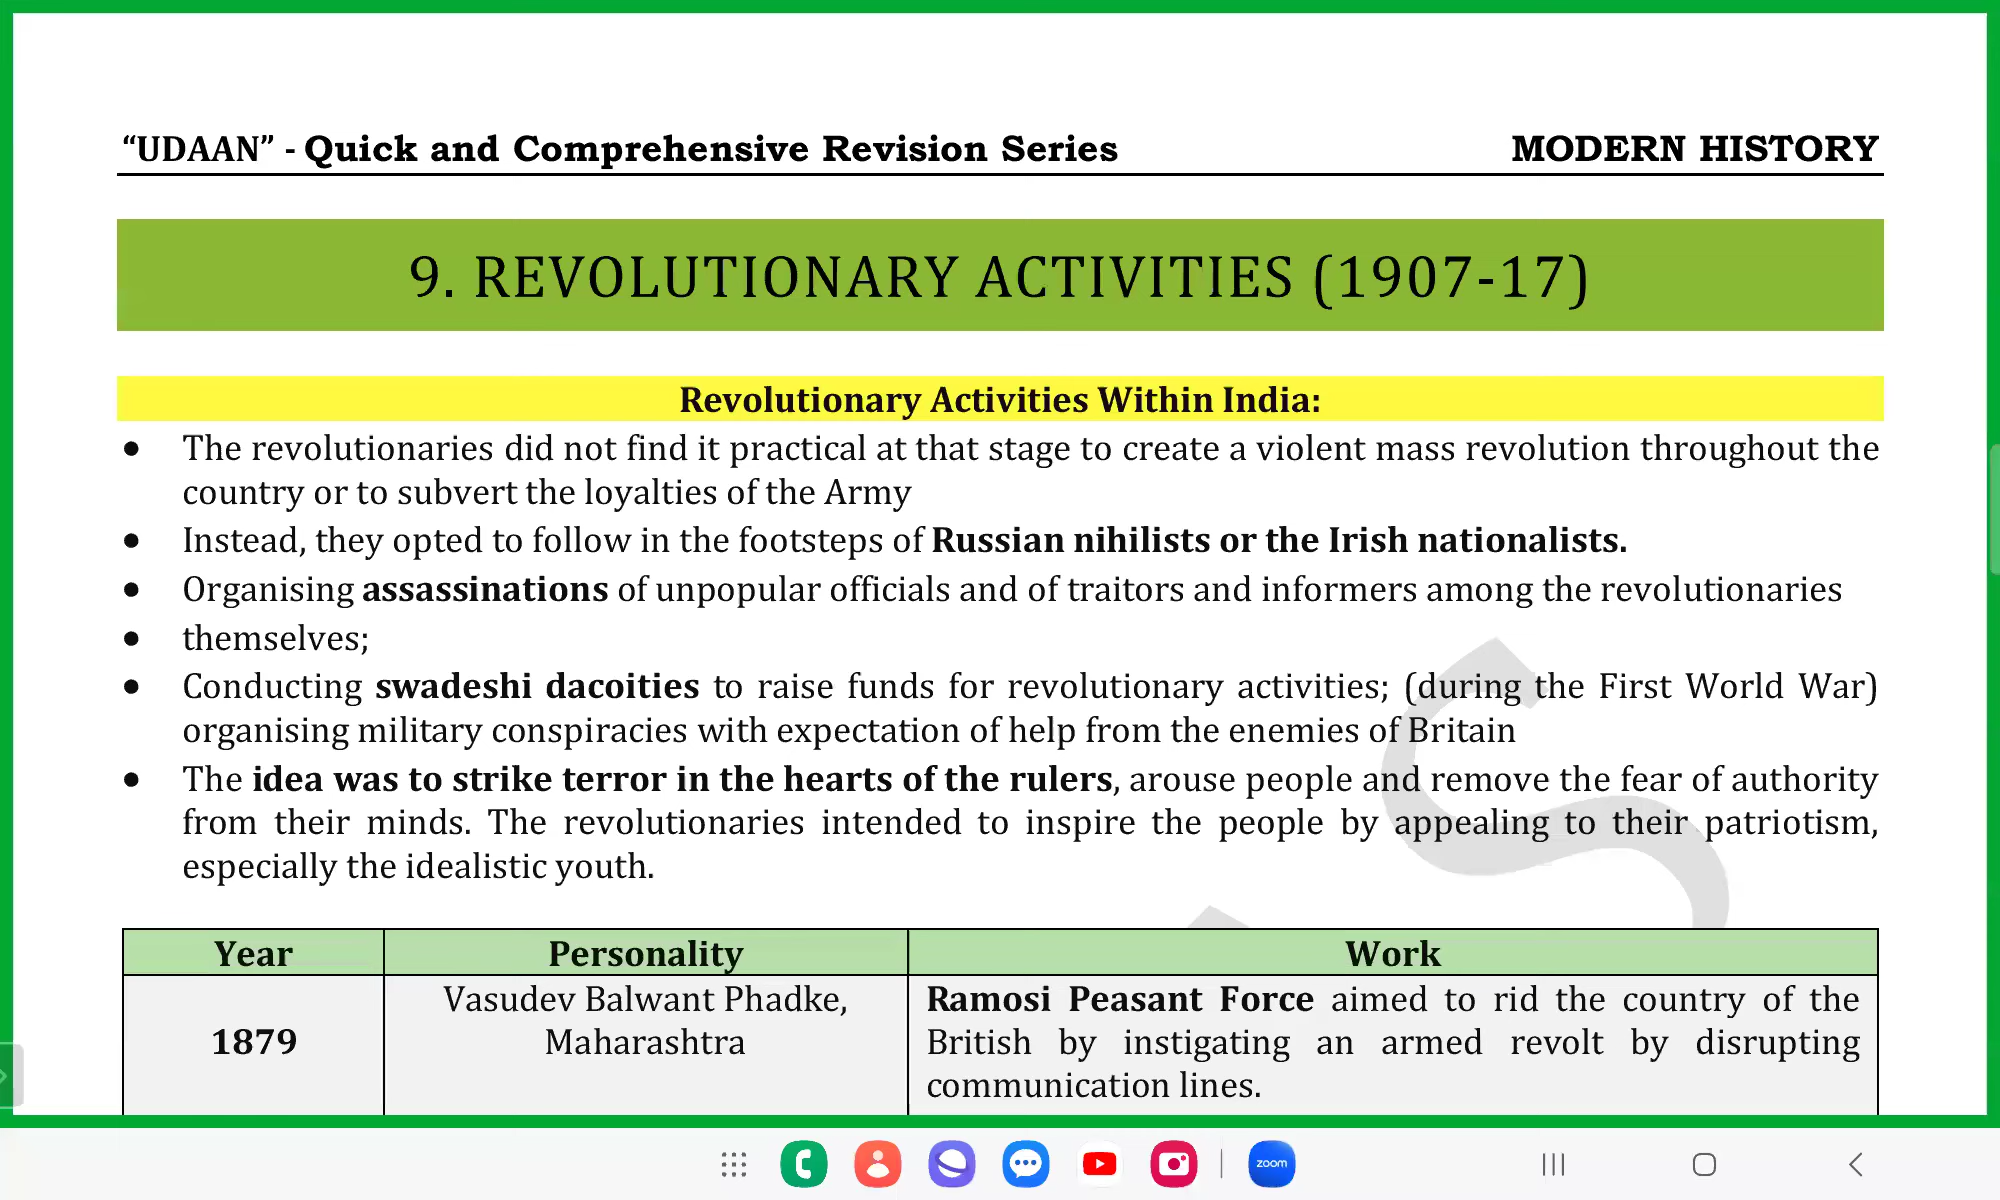 “UDAAN” - Quick and Comprehensive Revision Series MODERN HISTORY
9. REVOLUTIONARY ACTIVITIES (1907-17)
Revolutionary Activities Within India:
• The revolutionaries did not find it practical at that stage to create a violent mass revolution throughout the
country or to subvert the loyalties of the Army
• Instead, they opted to follow in the footsteps of Russian nihilists or the Irish nationalists.
• Organising assassinations of unpopular officials and of traitors and informers among the revolutionaries
• themselves;
• Conducting swadeshi dacoities to raise funds for revolutionary activities; (during the First World War)
organising military conspiracies with expectation of help from the enemies of Britain
• The idea was to strike terror in the hearts of the rulers, arouse people and remove the fear of authority
from their minds. The revolutionaries intended to inspire the people by appealing to their patriotism,
especially the idealistic youth.
Year Personality Work
1879
Vasudev Balwant Phadke,
Maharashtra
Ramosi Peasant Force aimed to rid the country of the
British by instigating an armed revolt by disrupting
communication lines.
zoom